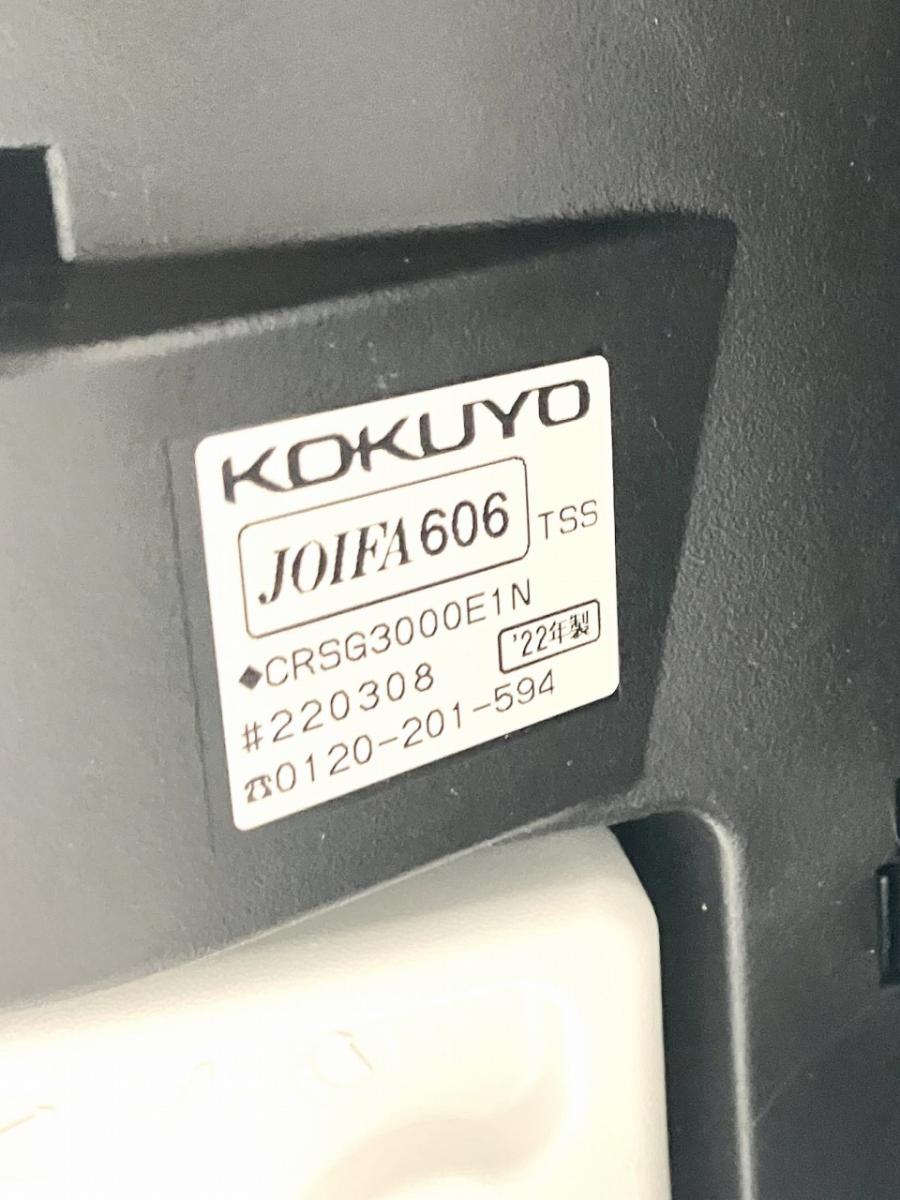 KOKUYO
JOIFA606 TSS
◆CRSG3000E1N
#220308 '22年製
☎0120-201-594